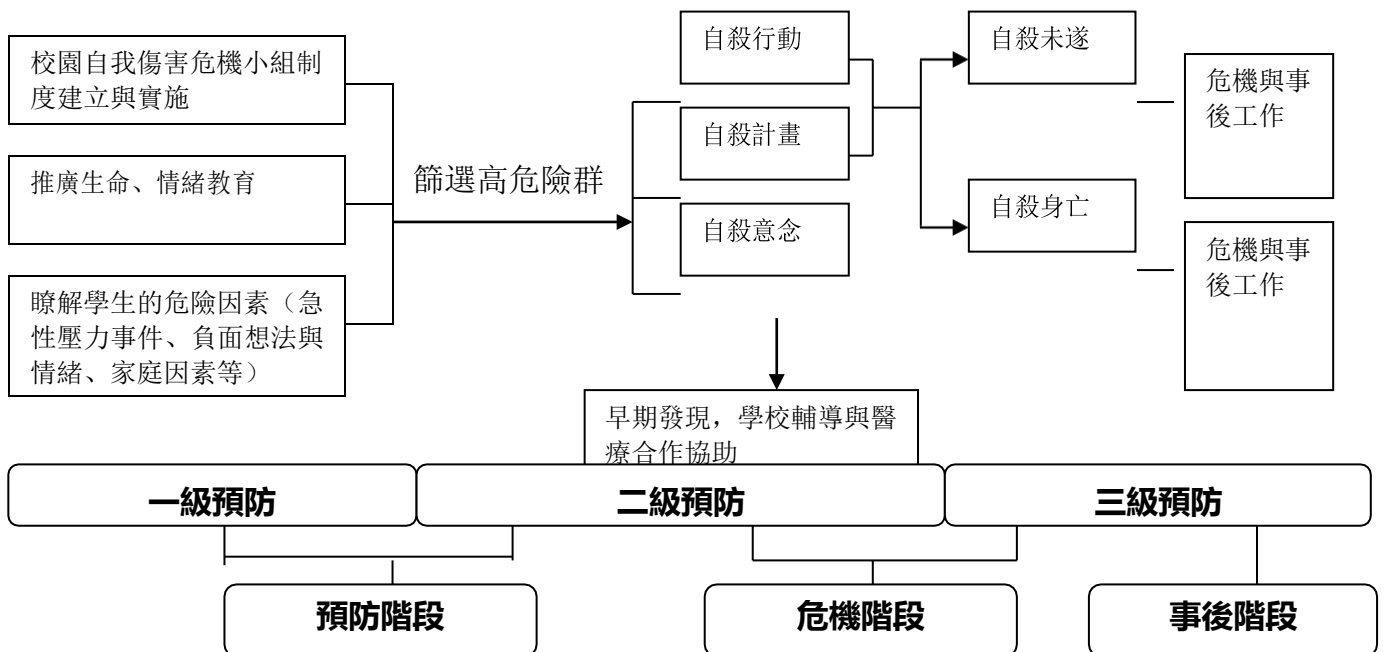 校園自我傷害危機小組制
度建立與實施
推廣生命、情緒教育
瞭解學生的危險因素（急
性壓力事件、負面想法與
情緒、家庭因素等）
篩選高危險群
自殺行動
自殺計畫
自殺意念
自殺未遂
自殺身亡
危機與事
後工作
危機與事
後工作
早期發現，學校輔導與醫
療合作協助
一級預防
二級預防
三級預防
預防階段
危機階段
事後階段